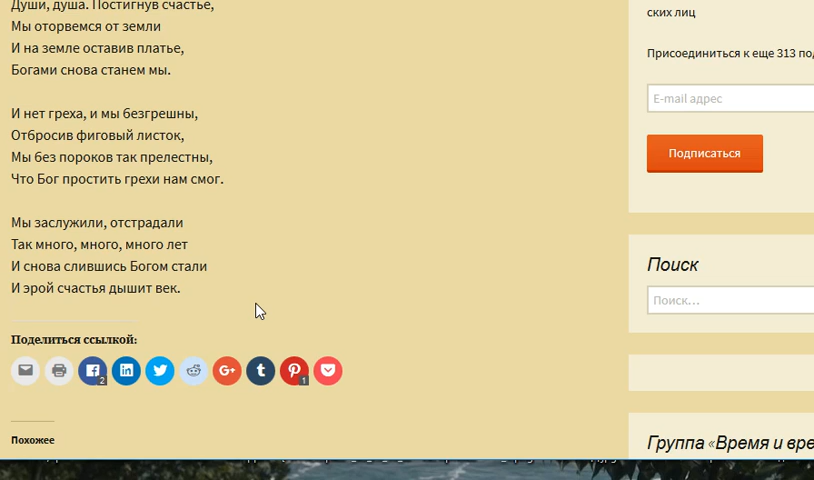 Души, душа. Постигнув счастье,
Мы оторвемся от земли
И на земле оставив платье,
Богами снова станем мы.
И нет греха, и мы безгрешны,
Отбросив фиговый листок,
Мы без пороков так прелестны,
Что Бог простить грехи нам смог.
Мы заслужили, отстрадали
Так много, много, много лет
И снова слившись Богом стали
И эрой счастья дышит век.
Поделиться ссылкой:
2
1
Похожее
ских лиц
Присоединиться к еще 313
E-mail адрес
Подписаться
Поиск
Поиск…
Группа «Время и